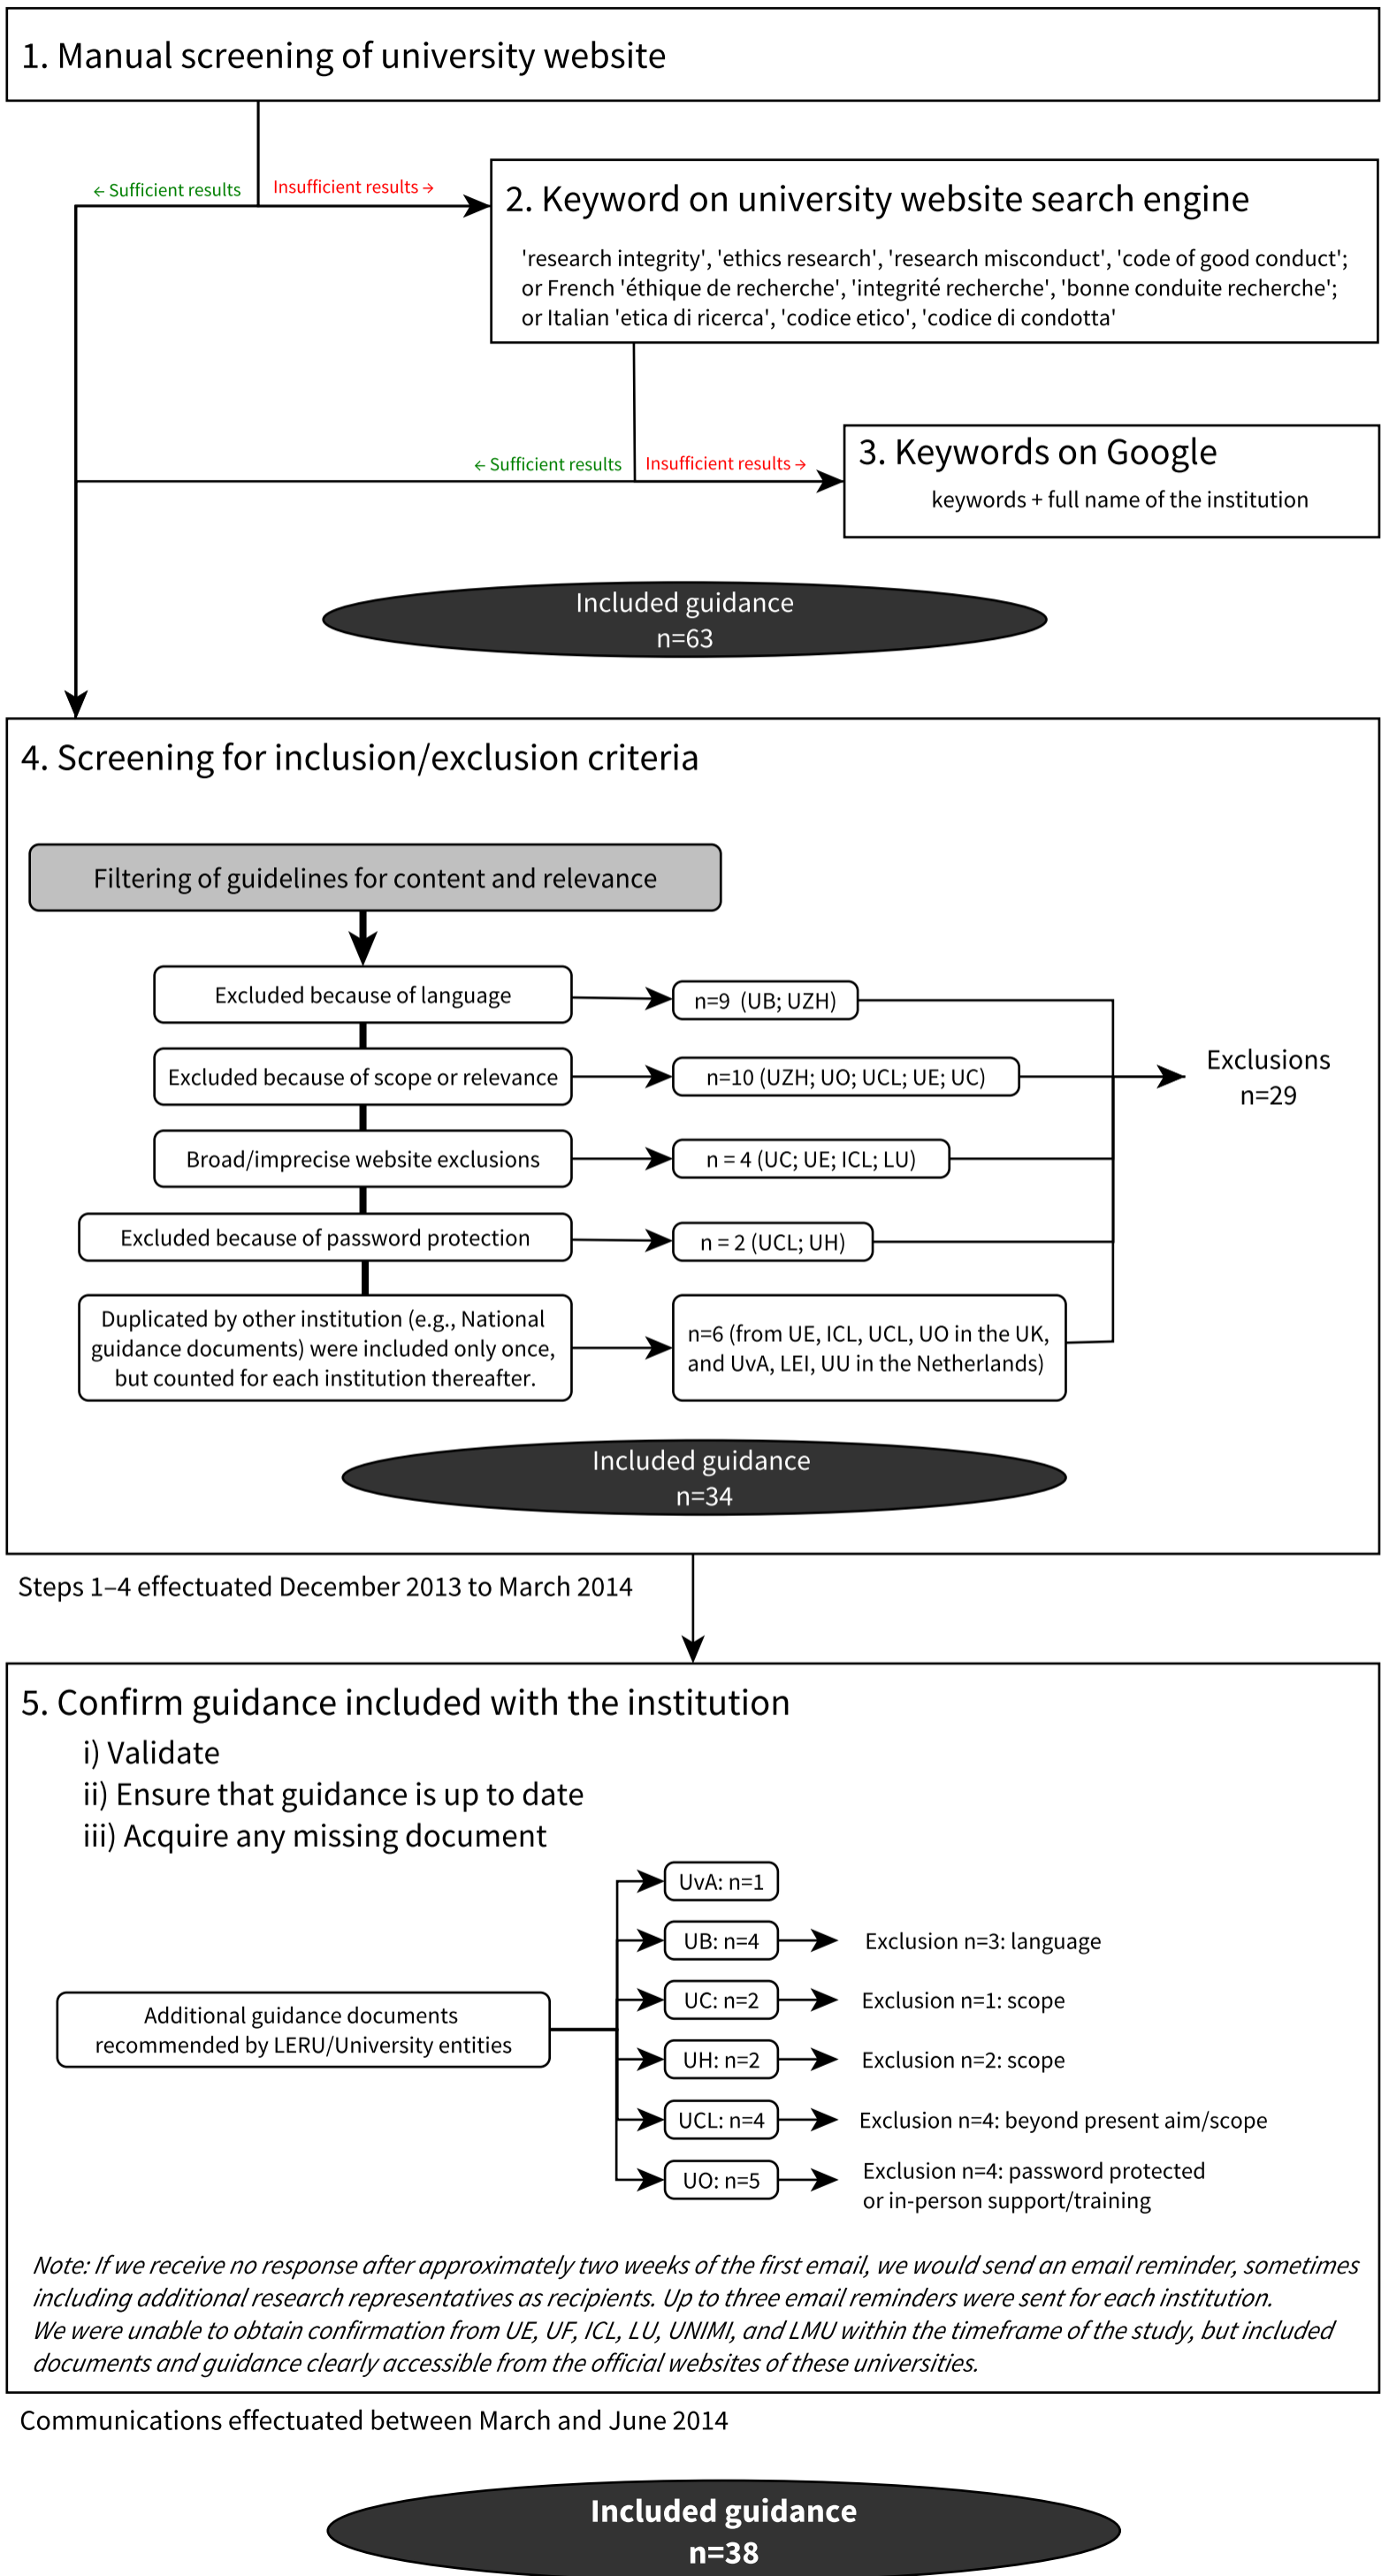 1. Manual screening of university website
← Sufficient results
Insufficient results →
2. Keyword on university website search engine
'research integrity', 'ethics research', 'research misconduct', 'code of good conduct';
or French 'éthique de recherche', 'integrité recherche', 'bonne conduite recherche';
or Italian 'etica di ricerca', 'codice etico', 'codice di condotta'
← Sufficient results
Insufficient results →
3. Keywords on Google
keywords + full name of the institution
Included guidance
n=63
4. Screening for inclusion/exclusion criteria
Filtering of guidelines for content and relevance
Excluded because of language
n=9 (UB; UZH)
Excluded because of scope or relevance
n=10 (UZH; UO; UCL; UE; UC)
Exclusions
n=29
Broad/imprecise website exclusions
n = 4 (UC; UE; ICL; LU)
Excluded because of password protection
n = 2 (UCL; UH)
Duplicated by other institution (e.g., National
guidance documents) were included only once,
but counted for each institution thereafter.
n=6 (from UE, ICL, UCL, UO in the UK,
and UvA, LEI, UU in the Netherlands)
Included guidance
n=34
Steps 1–4 effectuated December 2013 to March 2014
5. Confirm guidance included with the institution
i) Validate
ii) Ensure that guidance is up to date
iii) Acquire any missing document
Additional guidance documents
recommended by LERU/University entities
UvA: n=1
UB: n=4
Exclusion n=3: language
UC: n=2
Exclusion n=1: scope
UH: n=2
Exclusion n=2: scope
UCL: n=4
Exclusion n=4: beyond present aim/scope
UO: n=5
Exclusion n=4: password protected
or in-person support/training
Note: If we receive no response after approximately two weeks of the first email, we would send an email reminder, sometimes
including additional research representatives as recipients. Up to three email reminders were sent for each institution.
We were unable to obtain confirmation from UE, UF, ICL, LU, UNIMI, and LMU within the timeframe of the study, but included
documents and guidance clearly accessible from the official websites of these universities.
Communications effectuated between March and June 2014
Included guidance
n=38